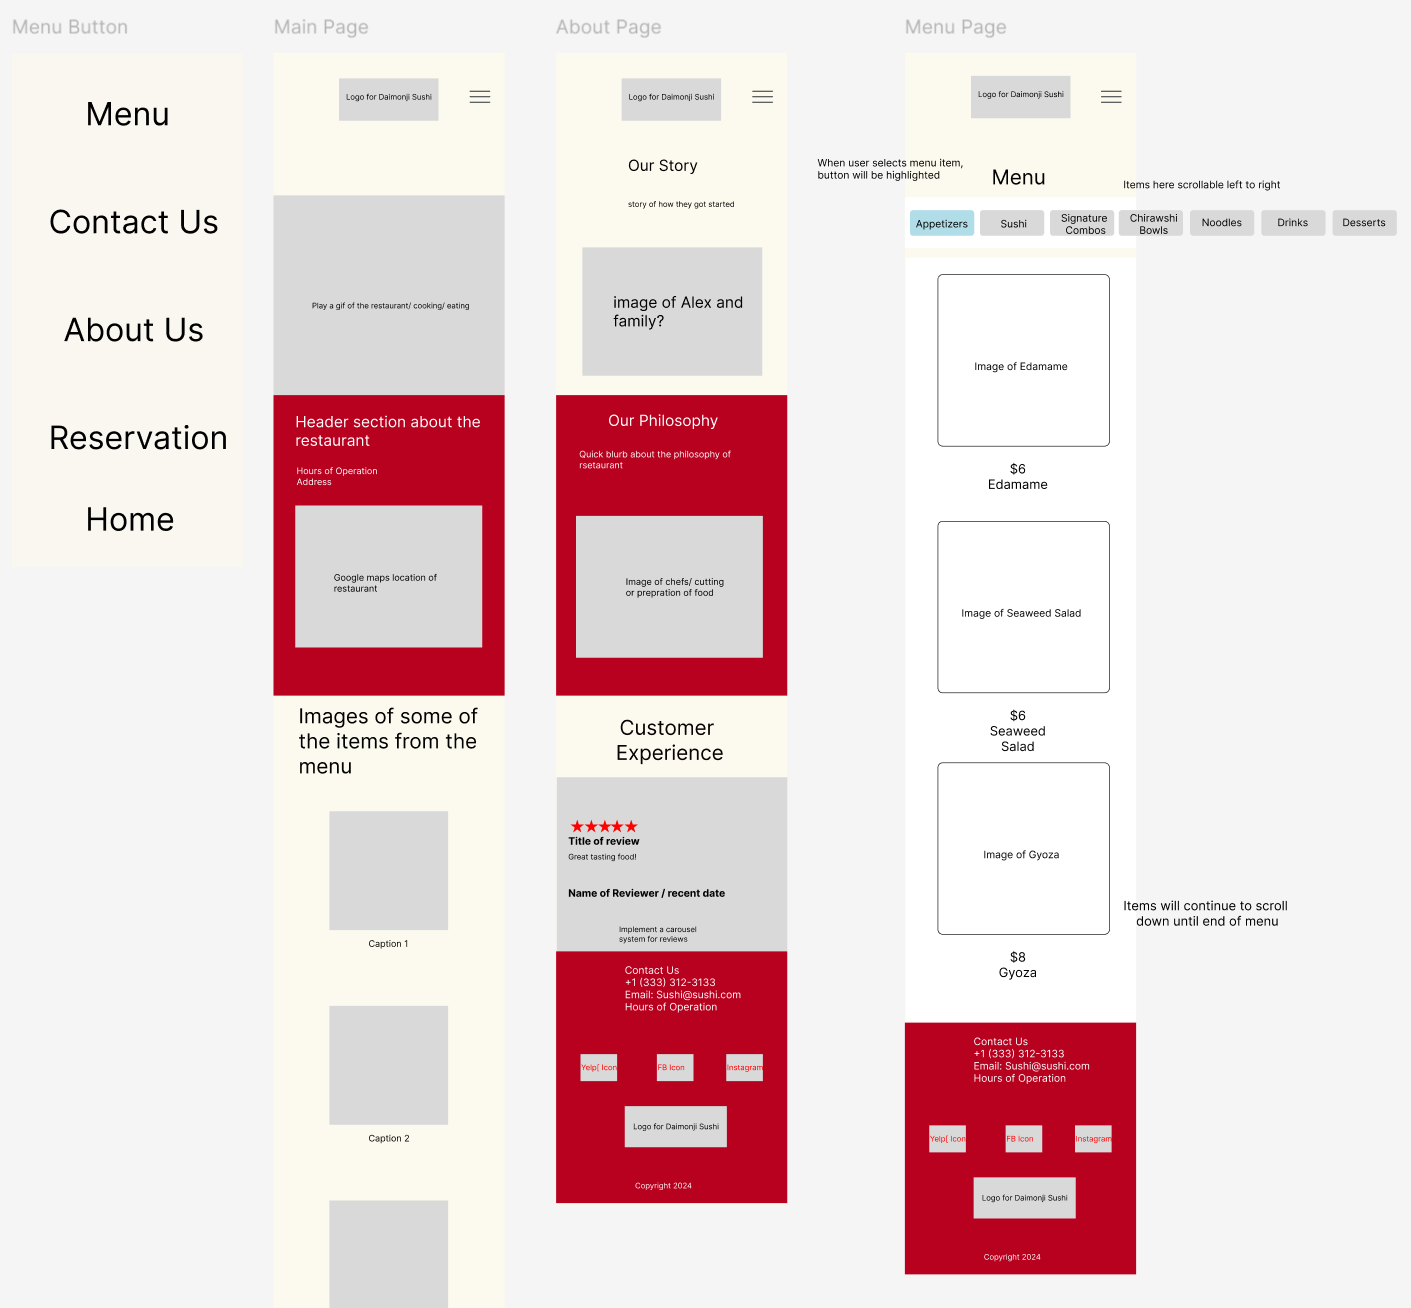 Menu Button
Menu
Contact Us
About Us
Reservation
Home
Main Page
Logo for Daimonji Sushi
Play a gif of the restaurant/ cooking/ eating
Header section about the
restaurant
Hours of Operation
Address
Google maps location of
restaurant
Images of some of
the items from the
menu
Caption 1
Caption 2
About Page
Logo for Daimonji Sushi
Our Story
story of how they got started
image of Alex and
family?
Our Philosophy
Quick blurb about the philosophy of
rsetaurant
Image of chefs/ cutting
or prepration of food
Customer
Experience
Title of review
Great tasting food!
Name of Reviewer / recent date
Implement a carousel
system for reviews
Contact Us
+1 (333) 312-3133
Email: Sushi@sushi.com
Hours of Operation
Yelp[ Icon
FB Icon
Instagram
Logo for Daimonji Sushi
Copyright 2024
Menu Page
Logo for Daimonji Sushi
When user selects menu item,
button will be highlighted
Menu
Items here scrollable left to right
Appetizers
Sushi
Signature
Combos
Chirawshi
Bowls
Noodles
Drinks
Desserts
Image of Edamame
$6
Edamame
Image of Seaweed Salad
$6
Seaweed
Salad
Image of Gyoza
Items will continue to scroll
down until end of menu
$8
Gyoza
Contact Us
+1 (333) 312-3133
Email: Sushi@sushi.com
Hours of Operation
Yelp[ Icon
FB Icon
Instagram
Logo for Daimonji Sushi
Copyright 2024